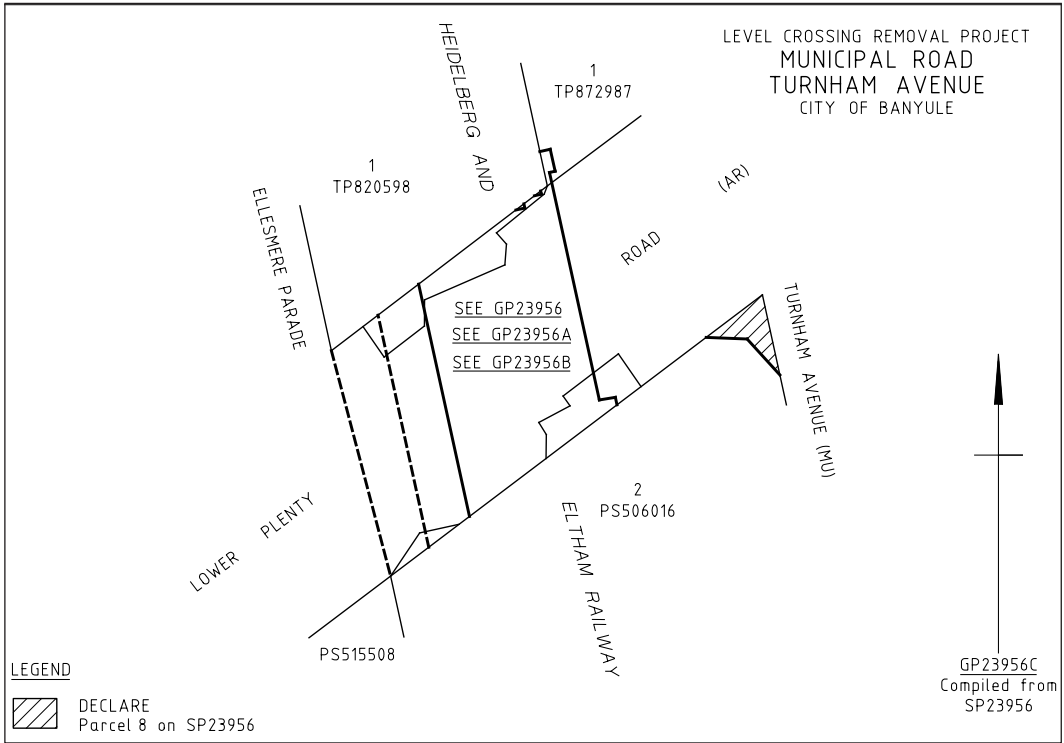 LEVEL CROSSING REMOVAL PROJECT
MUNICIPAL ROAD
TURNHAM AVENUE
CITY OF BANYULE
HEIDELBERG AND
1
TP872987
1
TP820598
(AR)
ROAD
ELLESMERE PARADE
SEE GP23956
SEE GP23956A
SEE GP23956B
TURNHAM AVENUE (MU)
2
PS506016
LOWER PLENTY
ELTHAM RAILWAY
PS515508
LEGEND
DECLARE
Parcel 8 on SP23956
GP23956C
Compiled from
SP23956